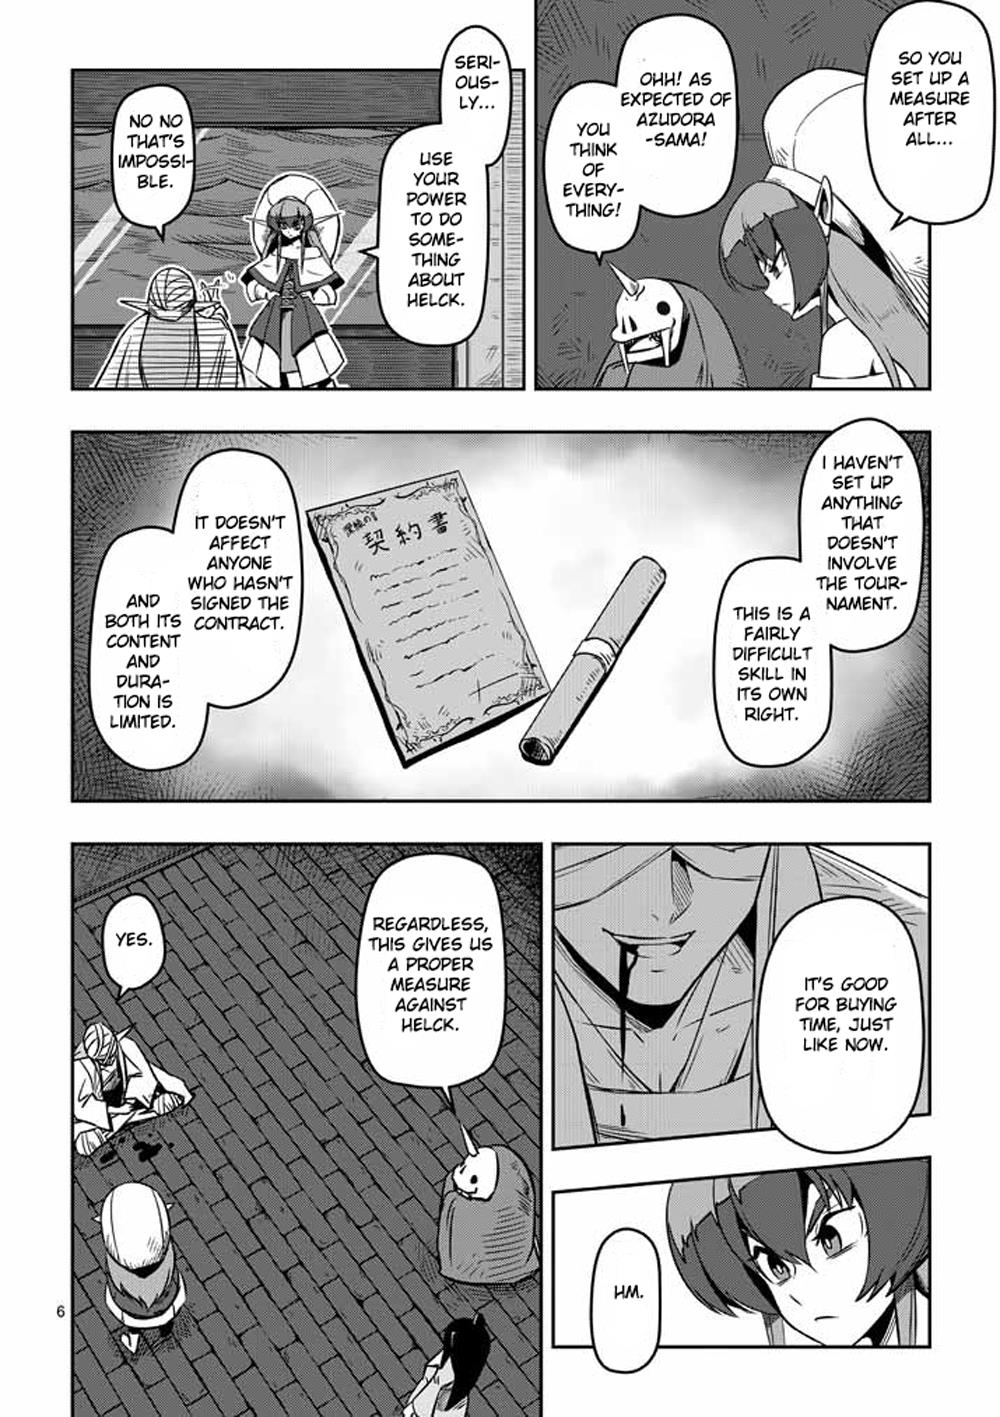 SO YOU
SET UP A
MEASURE
AFTER
ALL...
OHH! AS
EXPECTED OF
AZUDORA
-SAMA!
YOU
THINK
OF
EVERY-
THING!
SERI-
OUS-
LY...
USE
YOUR
POWER
TO DO
SOME-
THING
ABOUT
HELCK.
NO NO
THAT'S
IMPOSSI-
BLE.
I HAVEN'T
SET UP
ANYTHING
THAT
DOESN'T
INVOLVE
THE TOUR-
NAMENT.
THIS IS A
FAIRLY
DIFFICULT
SKILL IN
ITS OWN
RIGHT.
契約書
IT DOESN'T
AFFECT
ANYONE
WHO HASN'T
SIGNED THE
CONTRACT.
AND
BOTH ITS
CONTENT
AND
DURA-
TION IS
LIMITED.
IT'S GOOD
FOR BUYING
TIME, JUST
LIKE NOW.
HM.
REGARDLESS,
THIS GIVES US
A PROPER
MEASURE
AGAINST
HELCK.
YES.
6